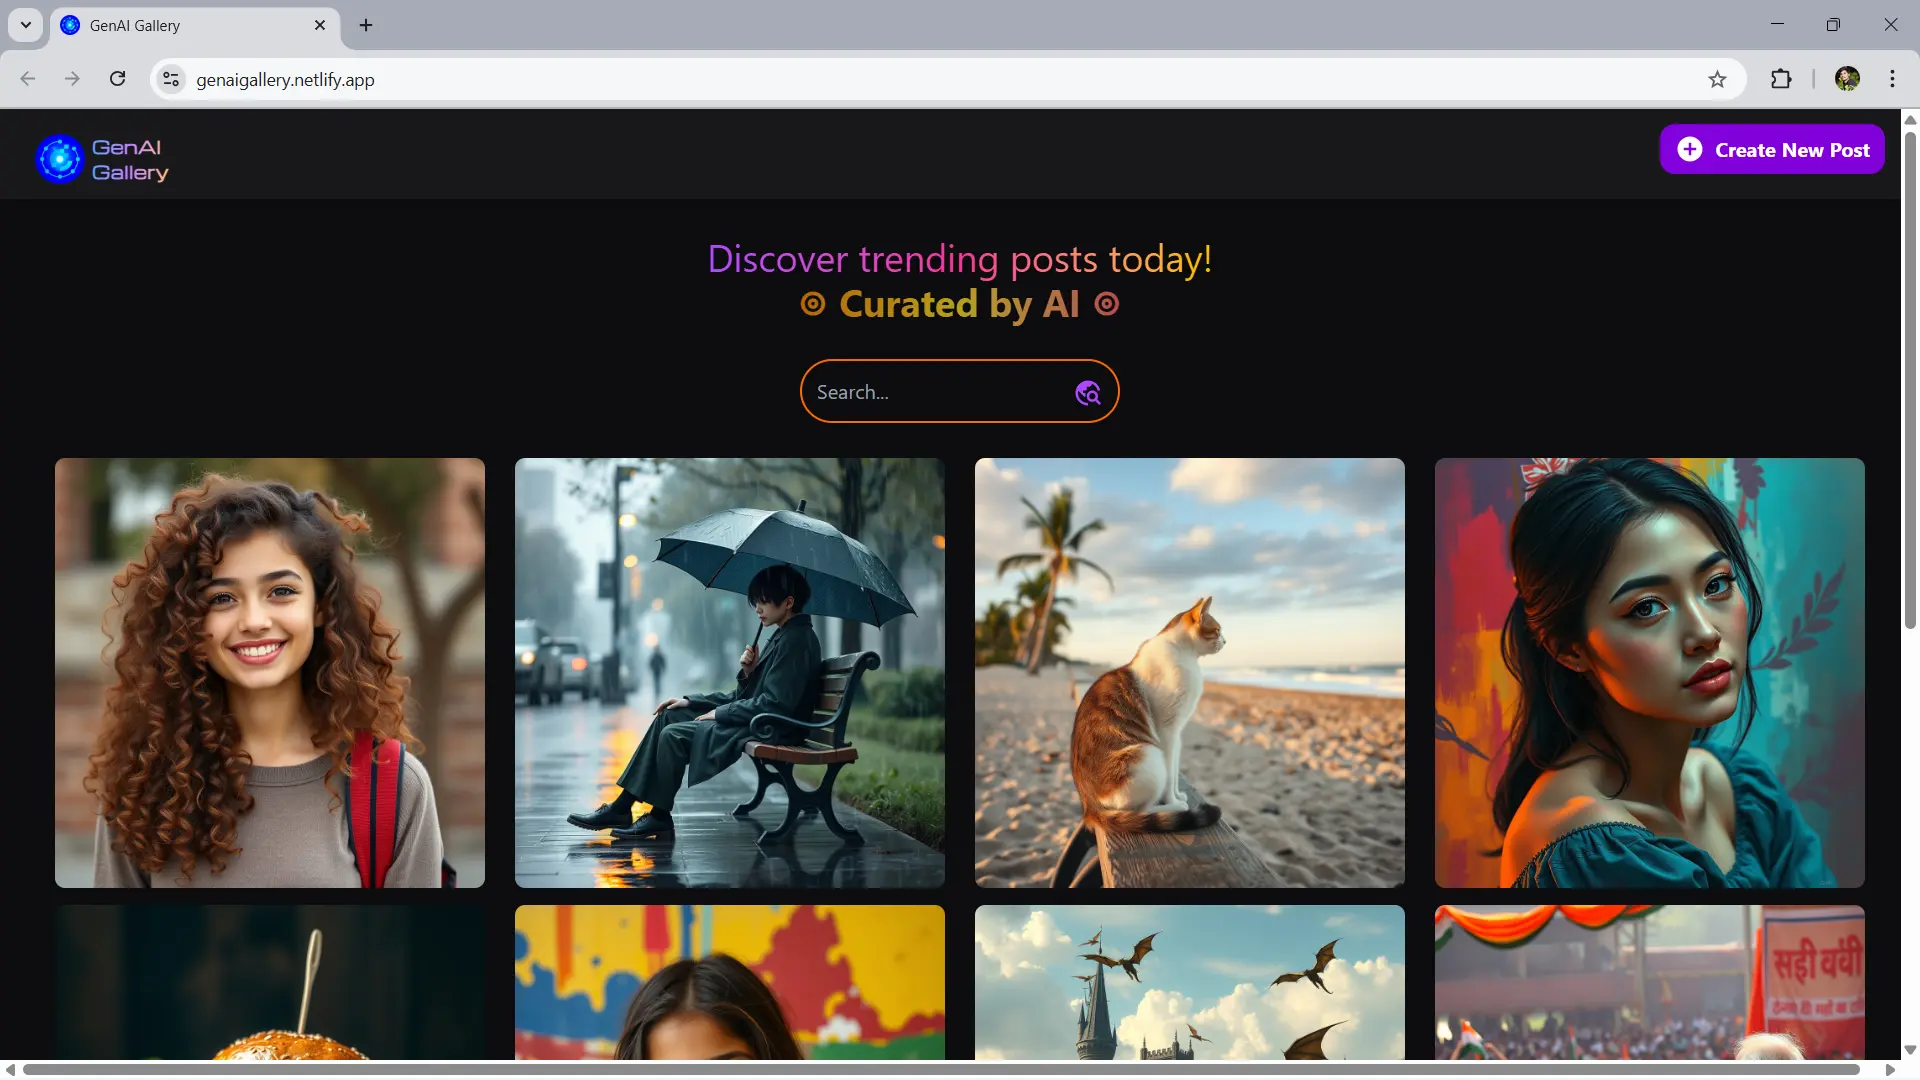 GenAI Gallery
genaigallery.netlify.app
GenAI
Gallery
Create New Post
Discover trending posts today!
Curated by AI
Search...
सड़ी वर्वी